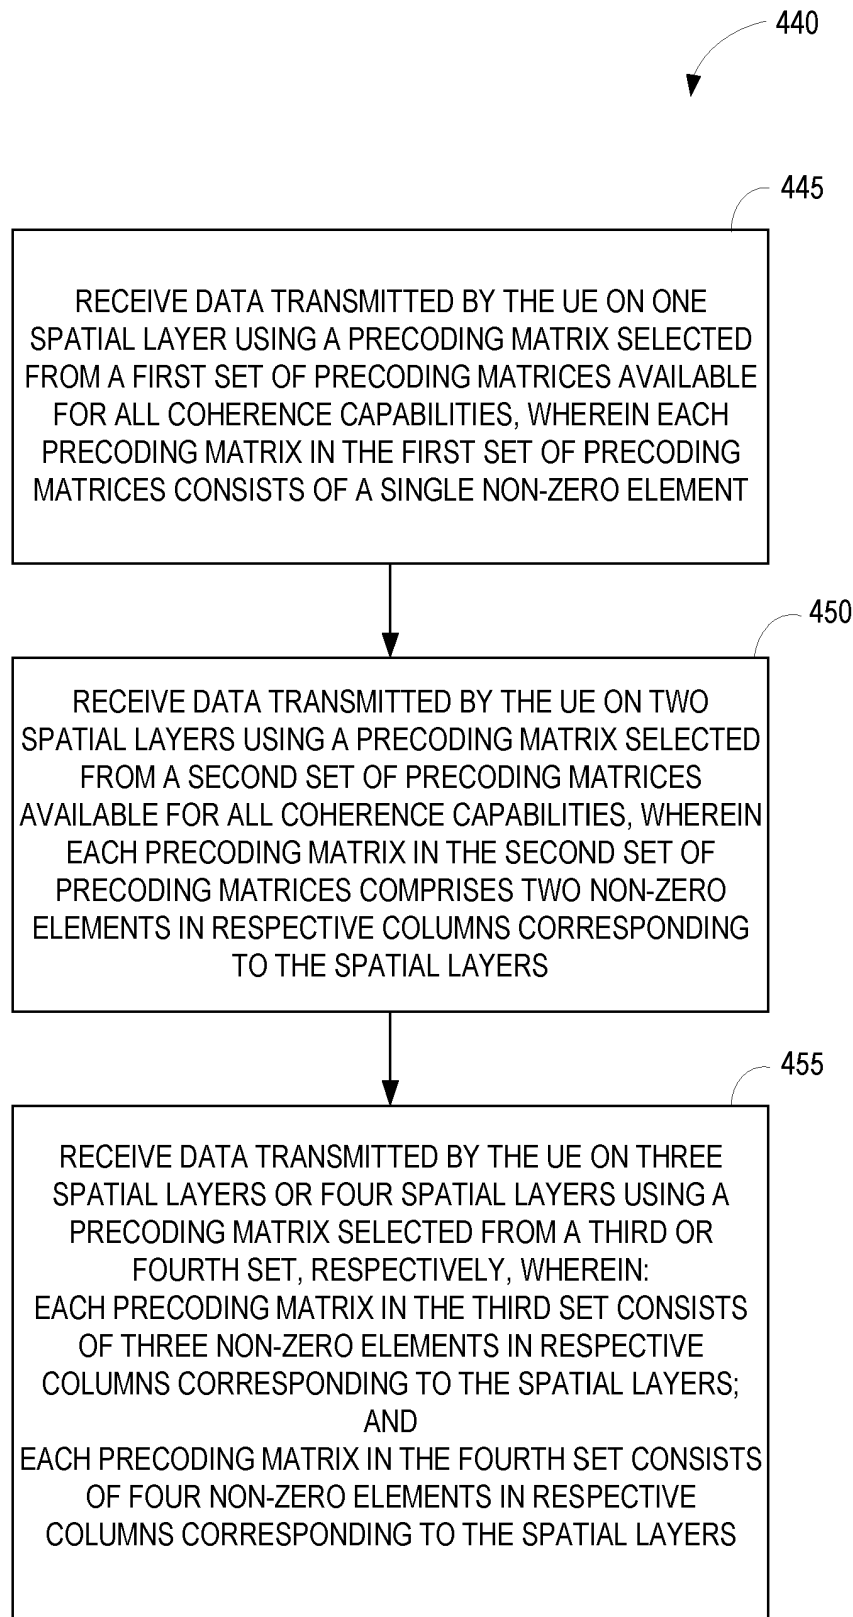 440
445
RECEIVE DATA TRANSMITTED BY THE UE ON ONE
SPATIAL LAYER USING A PRECODING MATRIX SELECTED
FROM A FIRST SET OF PRECODING MATRICES AVAILABLE
FOR ALL COHERENCE CAPABILITIES, WHEREIN EACH
PRECODING MATRIX IN THE FIRST SET OF PRECODING
MATRICES CONSISTS OF A SINGLE NON-ZERO ELEMENT
450
RECEIVE DATA TRANSMITTED BY THE UE ON TWO
SPATIAL LAYERS USING A PRECODING MATRIX SELECTED
FROM A SECOND SET OF PRECODING MATRICES
AVAILABLE FOR ALL COHERENCE CAPABILITIES, WHEREIN
EACH PRECODING MATRIX IN THE SECOND SET OF
PRECODING MATRICES COMPRISES TWO NON-ZERO
ELEMENTS IN RESPECTIVE COLUMNS CORRESPONDING
TO THE SPATIAL LAYERS
455
RECEIVE DATA TRANSMITTED BY THE UE ON THREE
SPATIAL LAYERS OR FOUR SPATIAL LAYERS USING A
PRECODING MATRIX SELECTED FROM A THIRD OR
FOURTH SET, RESPECTIVELY, WHEREIN:
EACH PRECODING MATRIX IN THE THIRD SET CONSISTS
OF THREE NON-ZERO ELEMENTS IN RESPECTIVE
COLUMNS CORRESPONDING TO THE SPATIAL LAYERS;
AND
EACH PRECODING MATRIX IN THE FOURTH SET CONSISTS
OF FOUR NON-ZERO ELEMENTS IN RESPECTIVE
COLUMNS CORRESPONDING TO THE SPATIAL LAYERS